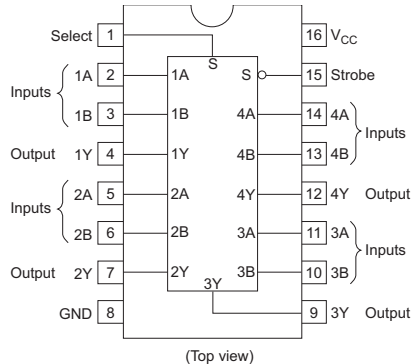 Select 1 16 VCC
S
Inputs 1A 2 1A S 15 Strobe
1B 3 1B 4A 14 4A Inputs
Output 1Y 4 1Y 4B 13 4B
Inputs 2A 5 2A 4Y 12 4Y Output
2B 6 2B 3A 11 3A Inputs
Output 2Y 7 2Y 3B 10 3B
3Y
GND 8 9 3Y Output
(Top view)